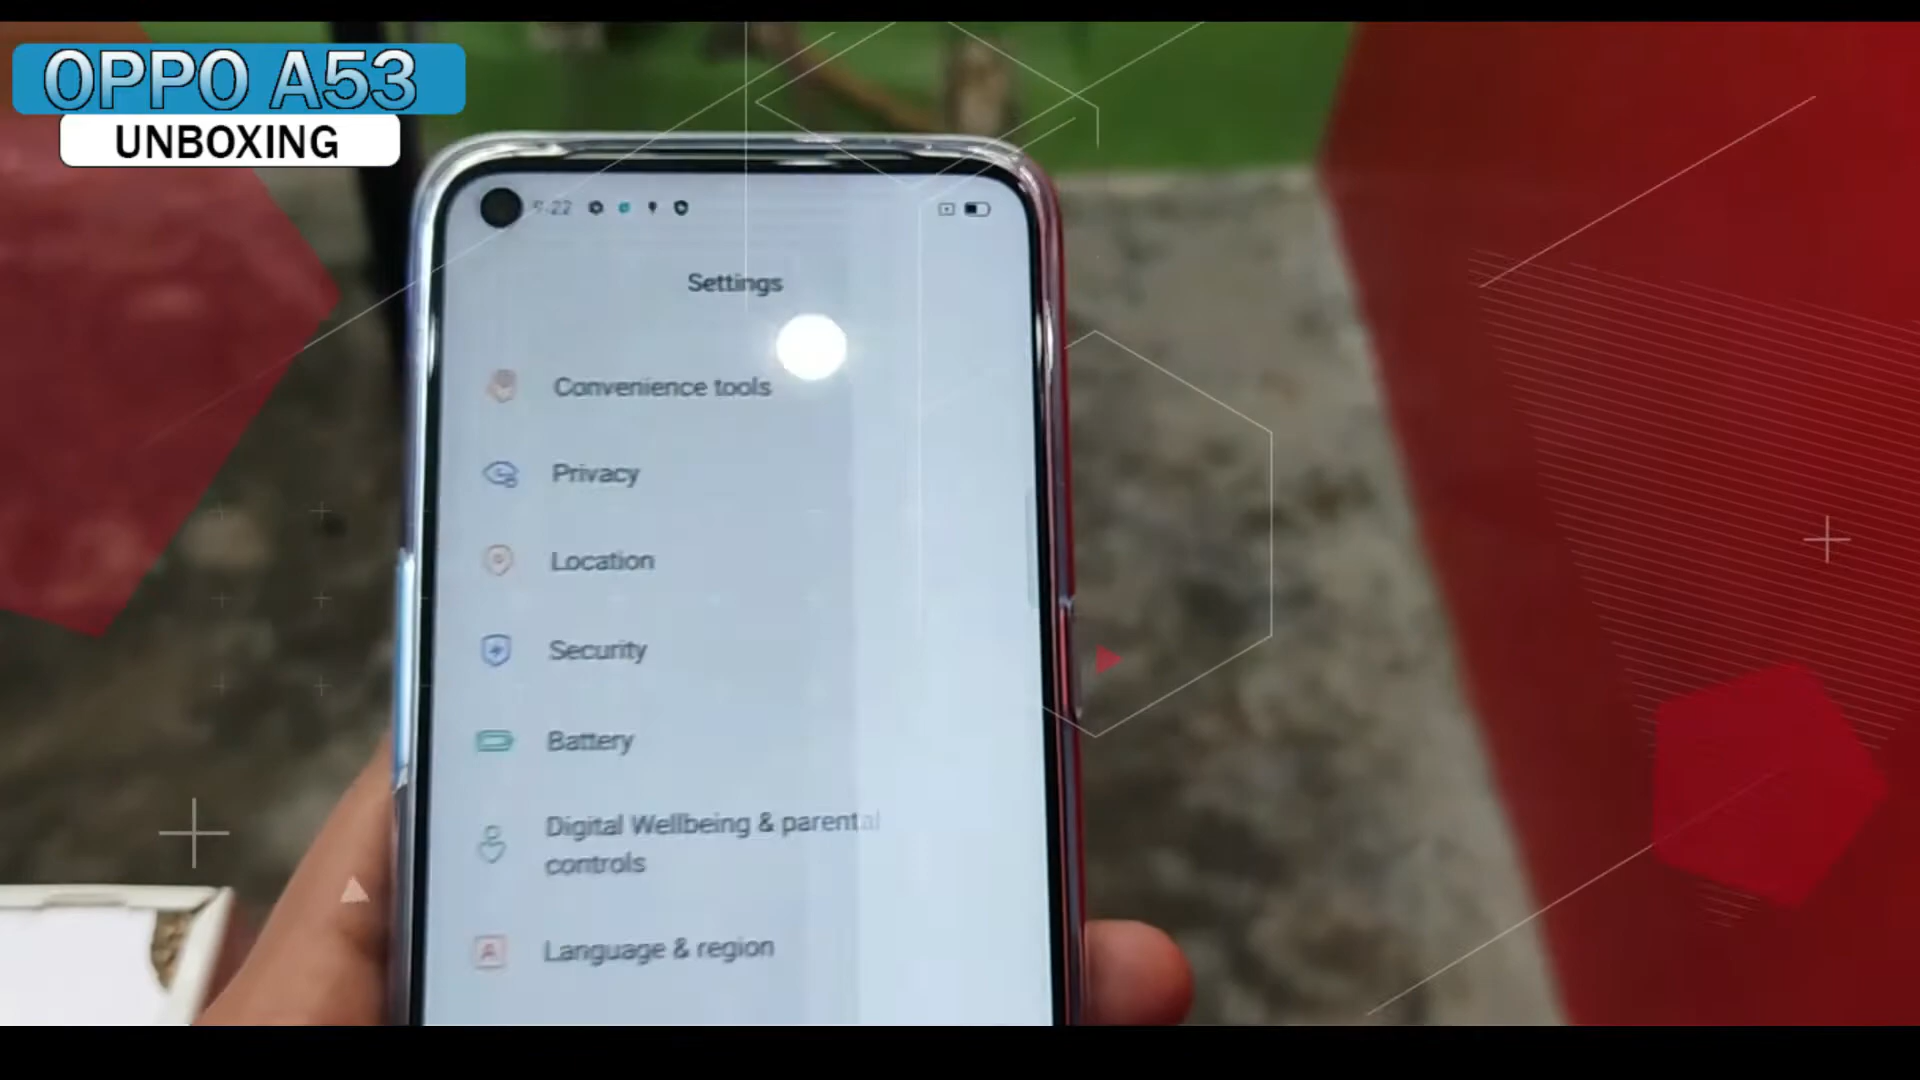 OPPO A53
UNBOXING
Settings
Convenience tools
Privacy
Location
Security
Battery
Digital Wellbeing & parental
controls
Language & region